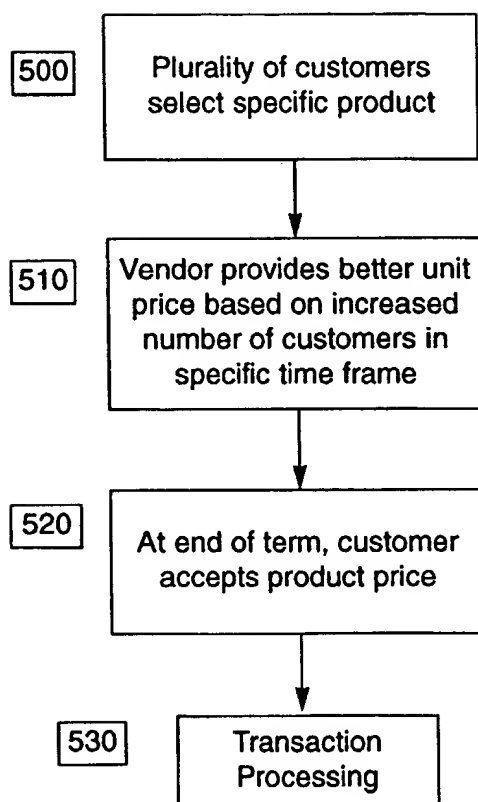 500
Plurality of customers
select specific product
510
Vendor provides better unit
price based on increased
number of customers in
specific time frame
520
At end of term, customer
accepts product price
530
Transaction
Processing